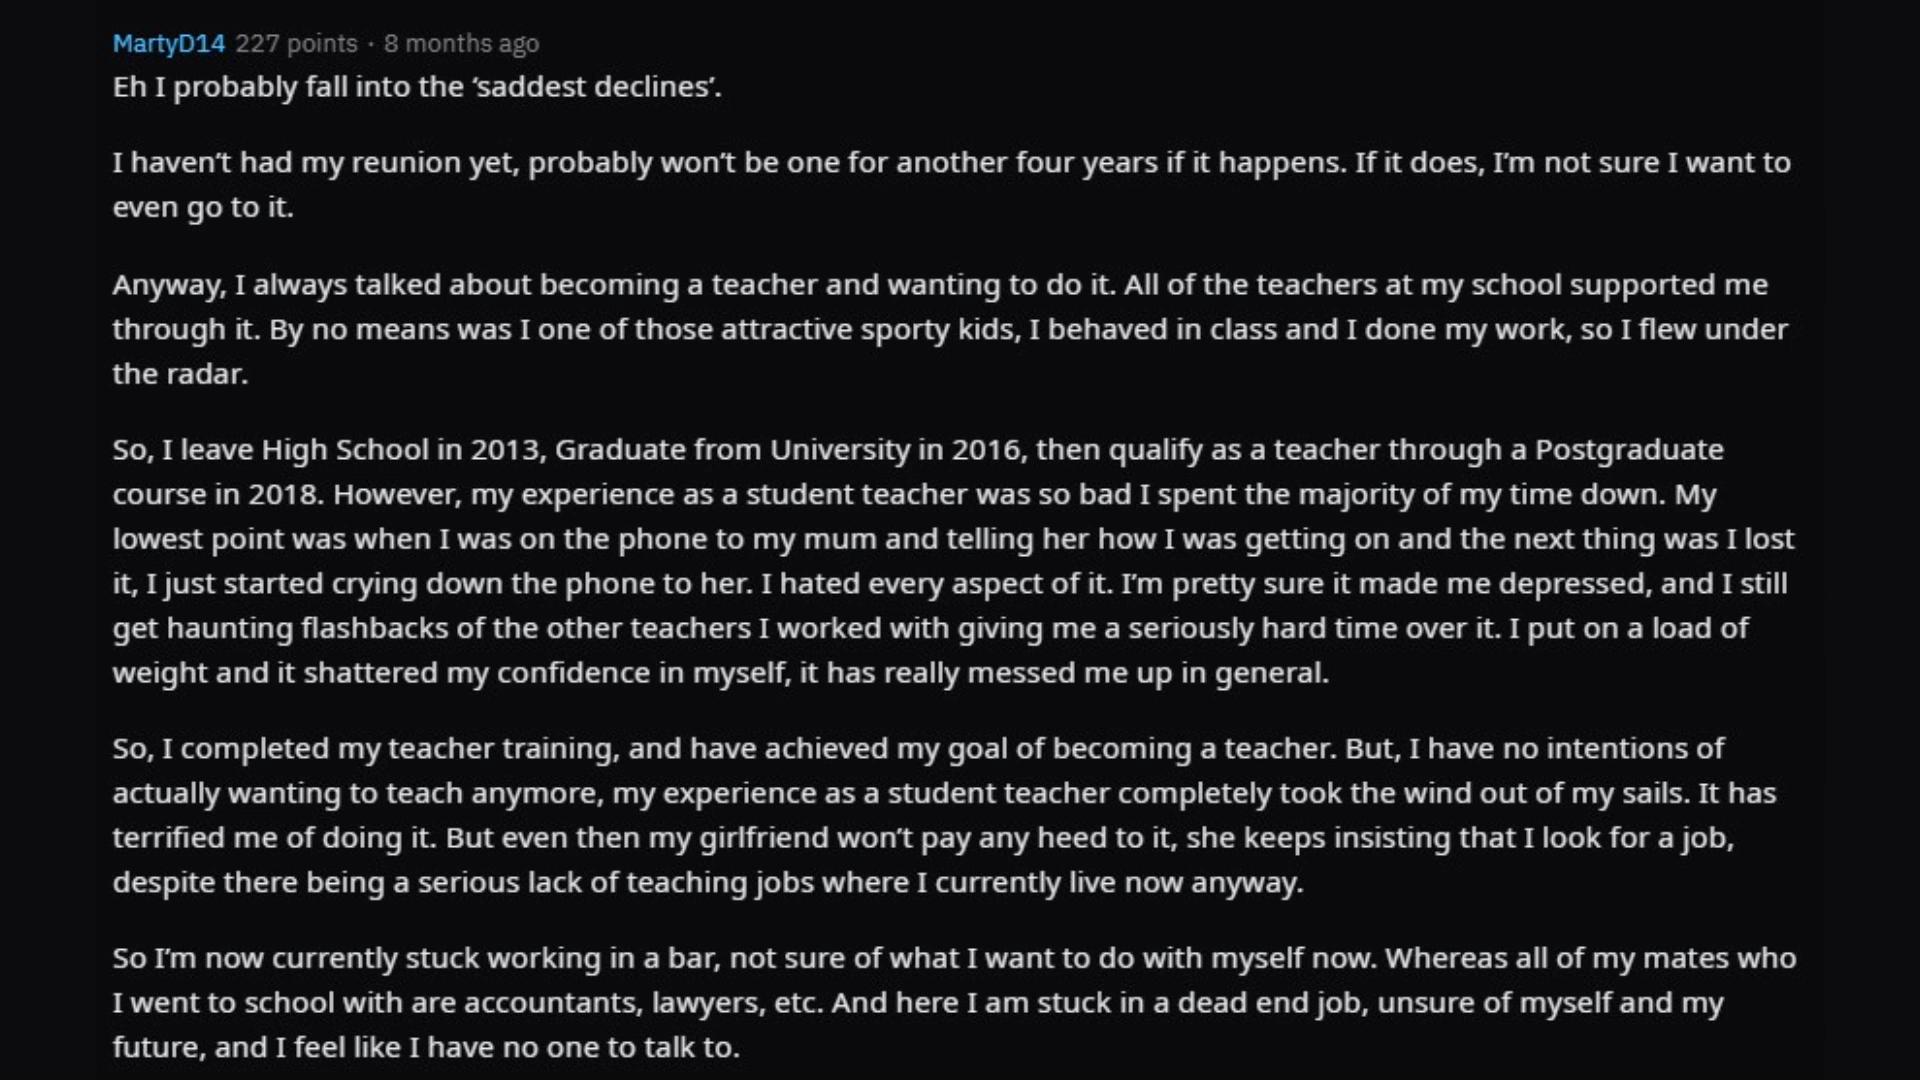 MartyD14 227 points · 8 months ago
Eh I probably fall into the ‘saddest declines’.
I haven’t had my reunion yet, probably won’t be one for another four years if it happens. If it does, I’m not sure I want to
even go to it.
Anyway, I always talked about becoming a teacher and wanting to do it. All of the teachers at my school supported me
through it. By no means was I one of those attractive sporty kids, I behaved in class and I done my work, so I flew under
the radar.
So, I leave High School in 2013, Graduate from University in 2016, then qualify as a teacher through a Postgraduate
course in 2018. However, my experience as a student teacher was so bad I spent the majority of my time down. My
lowest point was when I was on the phone to my mum and telling her how I was getting on and the next thing was I lost
it, I just started crying down the phone to her. I hated every aspect of it. I’m pretty sure it made me depressed, and I still
get haunting flashbacks of the other teachers I worked with giving me a seriously hard time over it. I put on a load of
weight and it shattered my confidence in myself, it has really messed me up in general.
So, I completed my teacher training, and have achieved my goal of becoming a teacher. But, I have no intentions of
actually wanting to teach anymore, my experience as a student teacher completely took the wind out of my sails. It has
terrified me of doing it. But even then my girlfriend won’t pay any heed to it, she keeps insisting that I look for a job,
despite there being a serious lack of teaching jobs where I currently live now anyway.
So I’m now currently stuck working in a bar, not sure of what I want to do with myself now. Whereas all of my mates who
I went to school with are accountants, lawyers, etc. And here I am stuck in a dead end job, unsure of myself and my
future, and I feel like I have no one to talk to.